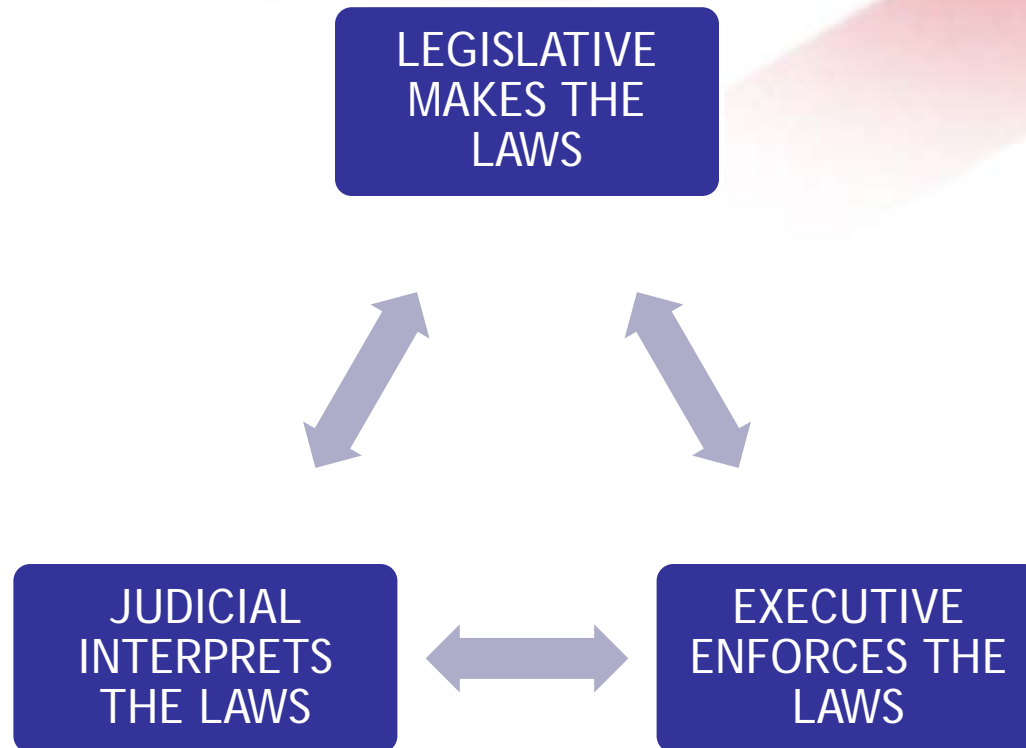 LEGISLATIVE
MAKES THE
LAWS
JUDICIAL
INTERPRETS
THE LAWS
EXECUTIVE
ENFORCES THE
LAWS